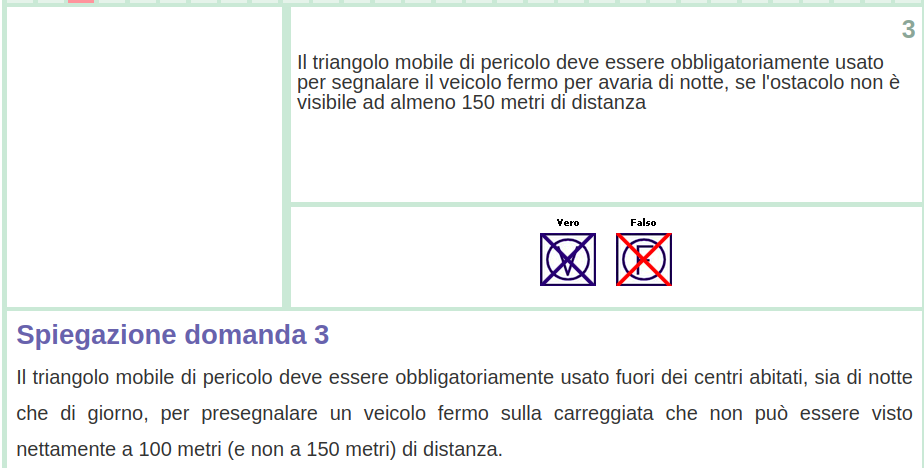 3
Il triangolo mobile di pericolo deve essere obbligatoriamente usato
per segnalare il veicolo fermo per avaria di notte, se l'ostacolo non è
visibile ad almeno 150 metri di distanza
Vero Falso
V F
Spiegazione domanda 3
Il triangolo mobile di pericolo deve essere obbligatoriamente usato fuori dei centri abitati, sia di notte
che di giorno, per presegnalare un veicolo fermo sulla carreggiata che non può essere visto
nettamente a 100 metri (e non a 150 metri) di distanza.